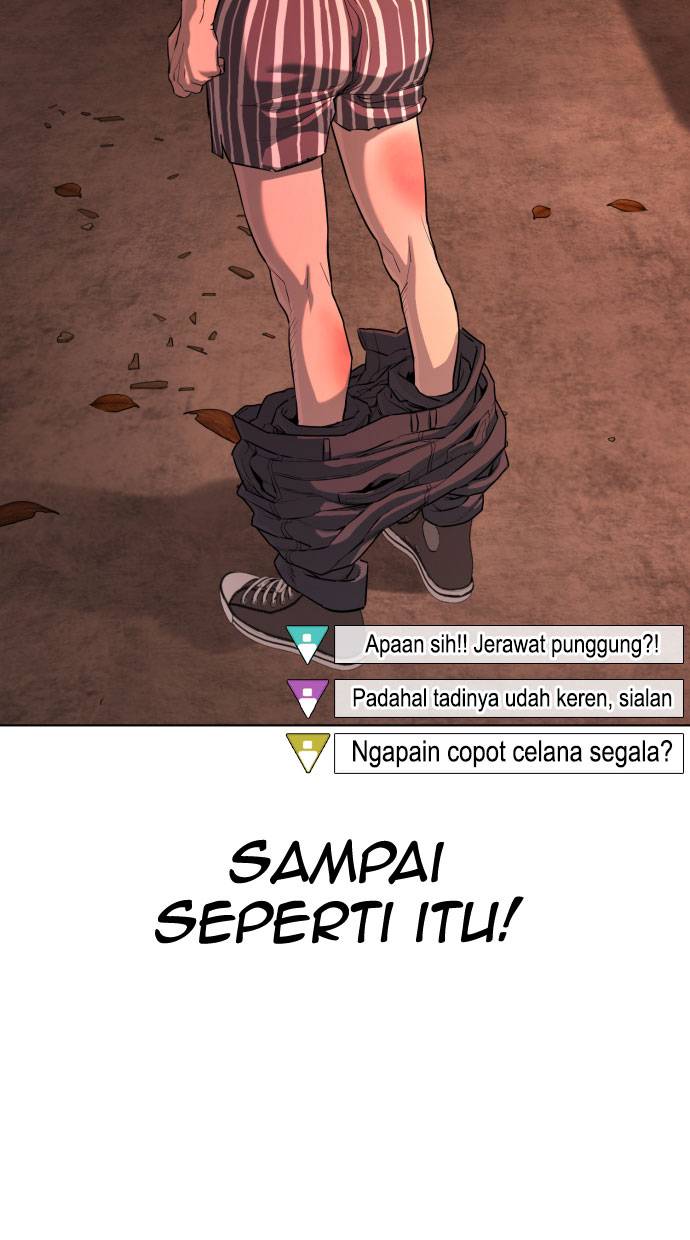 Apaan sih!! Jerawat punggung?!
Padahal tadinya udah keren, sialan
Ngapain copot celana segala?
SAMPAI
SEPERTI ITU!